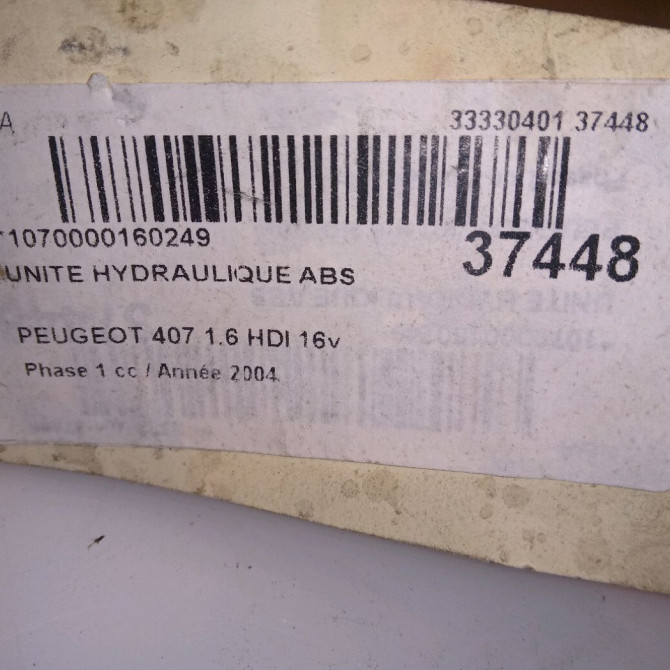 A 33330401 37448
*1070000160249
37448
UNITE HYDRAULIQUE ABS
PEUGEOT 407 1.6 HDI 16v
Phase 1 cc / Année 2004